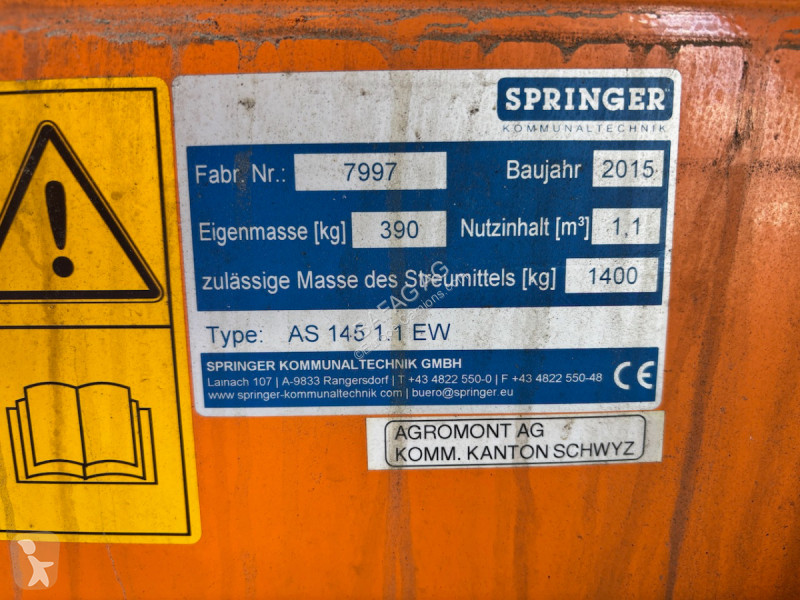 SPRINGER
KOMMUNALTECHNIK
Fabr. Nr.: 7997 Baujahr 2015
Eigenmasse [kg] 390 Nutzinhalt [m³] 1,1
zulässige Masse des Streumittels [kg] 1400
Type: AS 145 1.1 EW
SPRINGER KOMMUNALTECHNIK GMBH
Lainach 107 | A-9833 Rangersdorf | T +43 4822 550-0 | F +43 4822 550-48
www.springer-kommunaltechnik.com | buero@springer.eu
CE
AGROMONT AG
KOMM. KANTON SCHWYZ